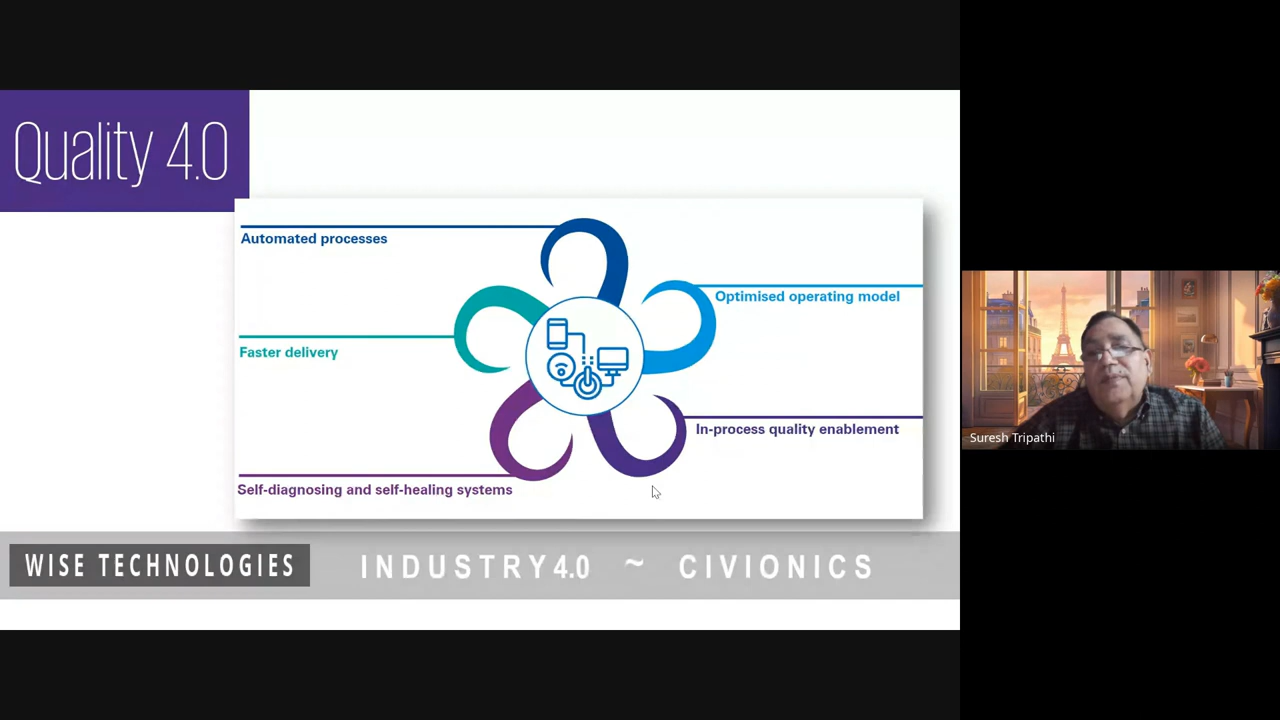 Quality 4.0
Automated processes
Optimised operating model
Faster delivery
In-process quality enablement
Self-diagnosing and self-healing systems
WISE TECHNOLOGIES
INDUSTRY4.0 ~ CIVIONICS
Suresh Tripathi